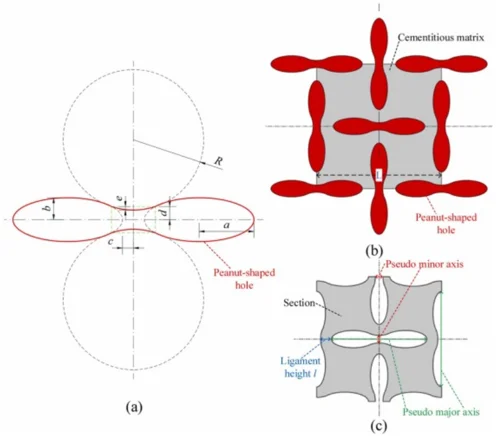 R
e
b
d
a
c
Peanut-shaped
hole
(a)
Cementitious matrix
L
Peanut-shaped
hole
(b)
Pseudo minor axis
Section
Ligament
height l
Pseudo major axis
(c)